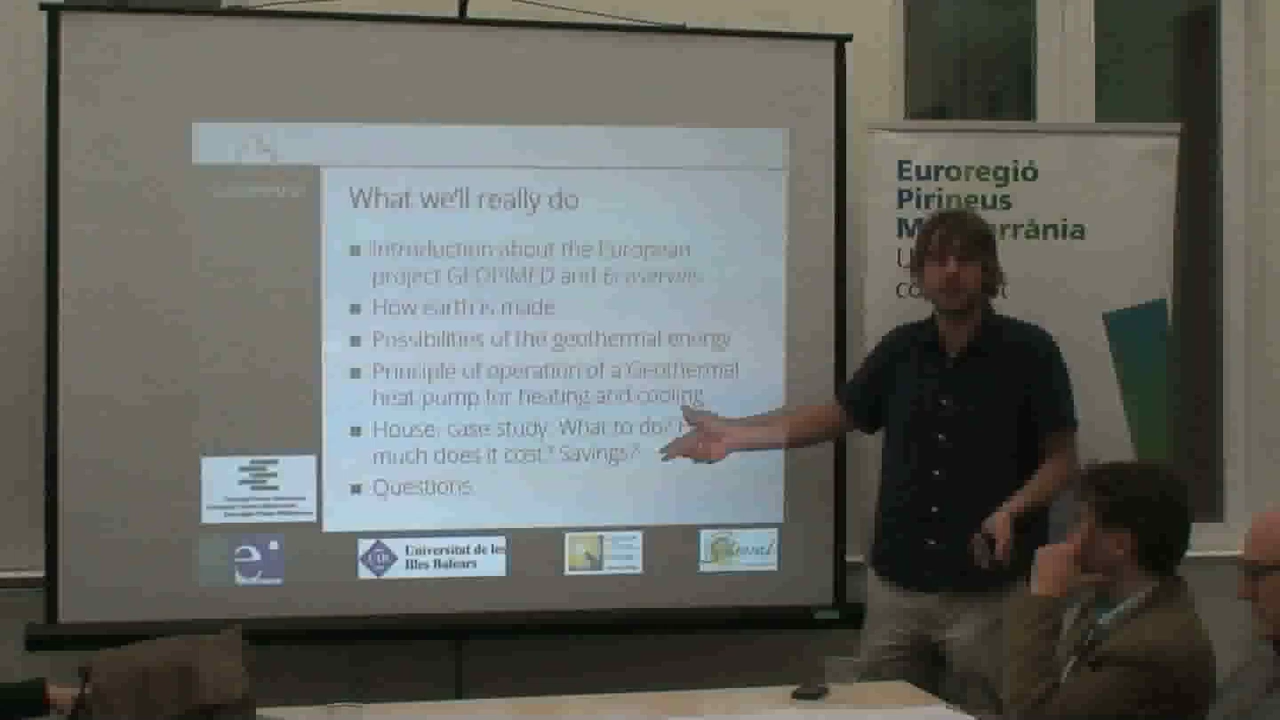 What we'll really do
Introduction about the European
project GEOPIMED and Ecoserveis
How earth is made
Possibilities of the geothermal energy
Principle of operation of a Geothermal
heat pump for heating and cooling
House, case study. What to do?
much does it cost? Savings?
Questions
Universitat de les
Illes Balears
UIB
Euroregió
Pirineus